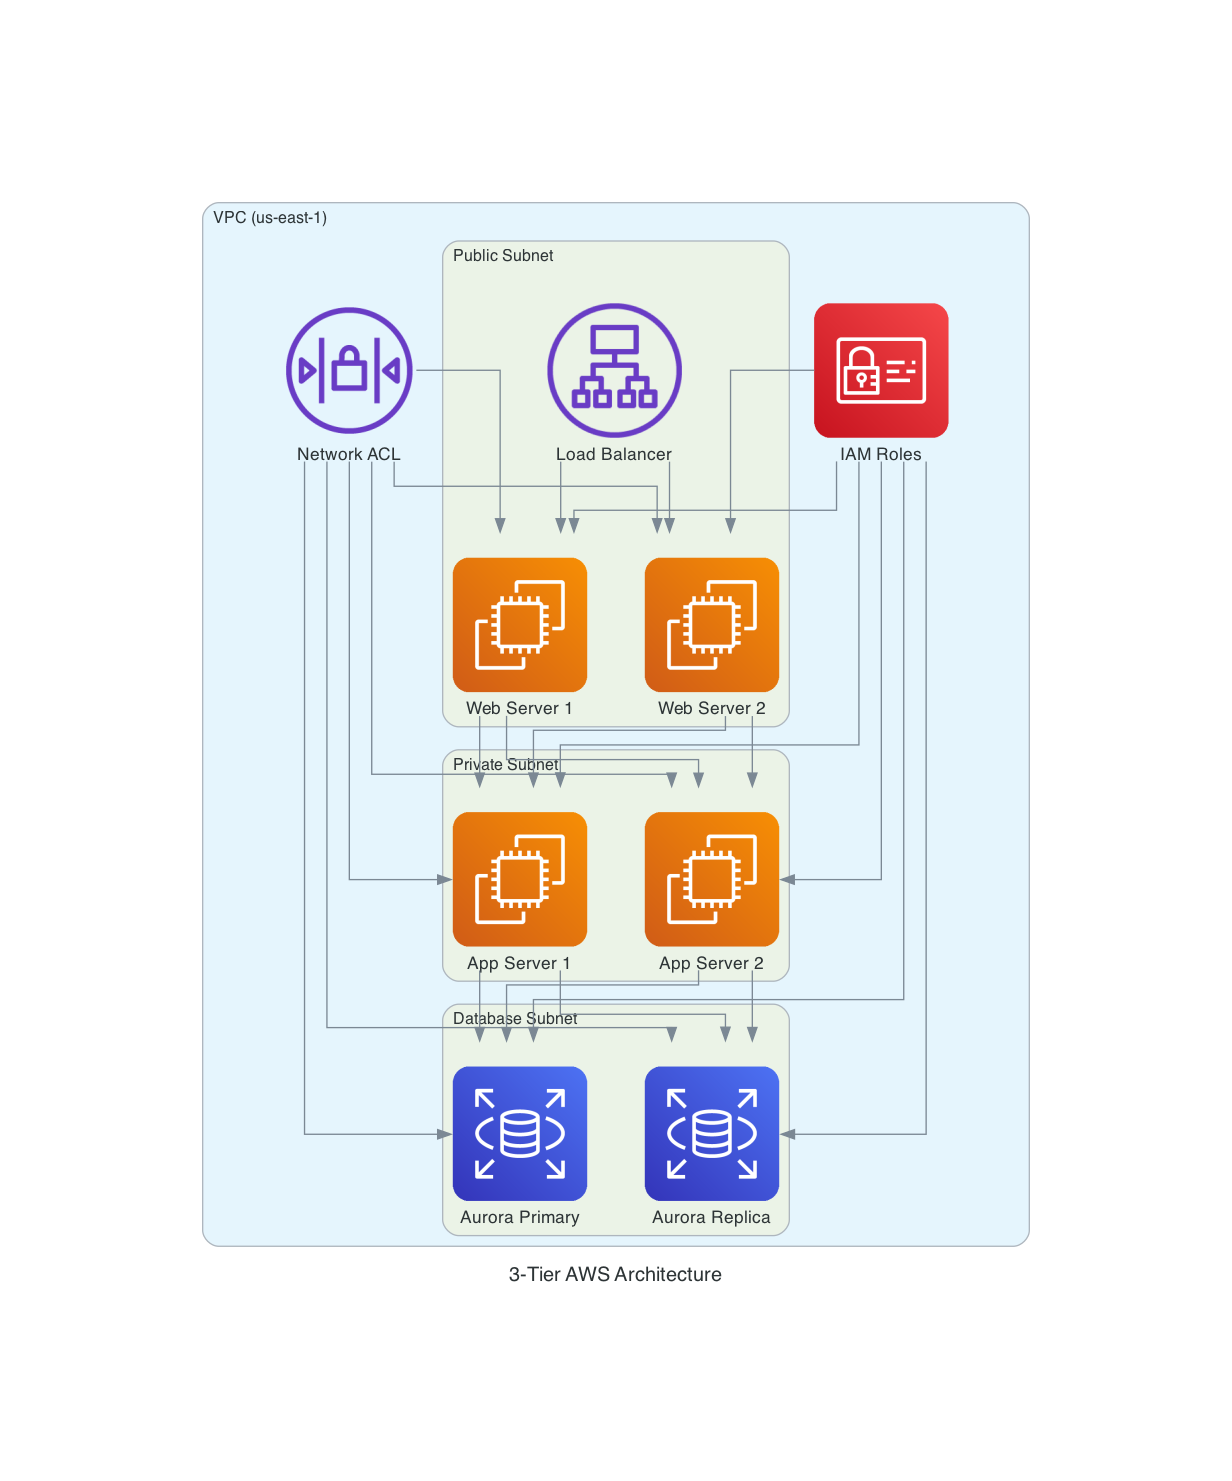 VPC (us-east-1)
Public Subnet
Network ACL
Load Balancer
IAM Roles
Web Server 1
Web Server 2
Private Subnet
App Server 1
App Server 2
Database Subnet
Aurora Primary
Aurora Replica
3-Tier AWS Architecture